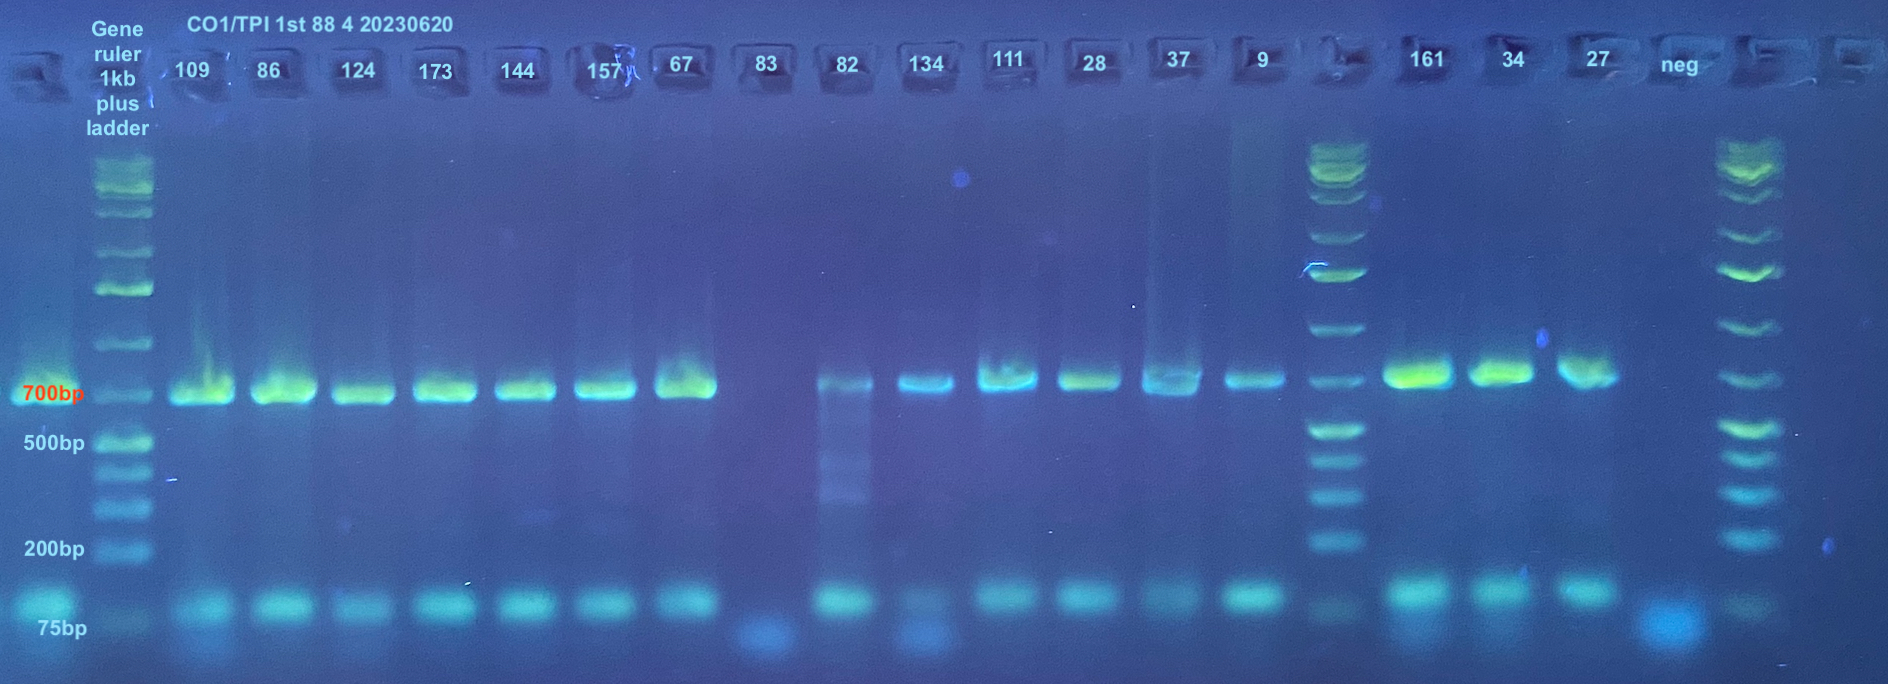 Gene
ruler
1kb
plus
ladder
CO1/TPI 1st 88 4 20230620
109 86 124 173 144 157 67 83 82 134 111 28 37 9 161 34 27 neg
700bp
500bp
200bp
75bp